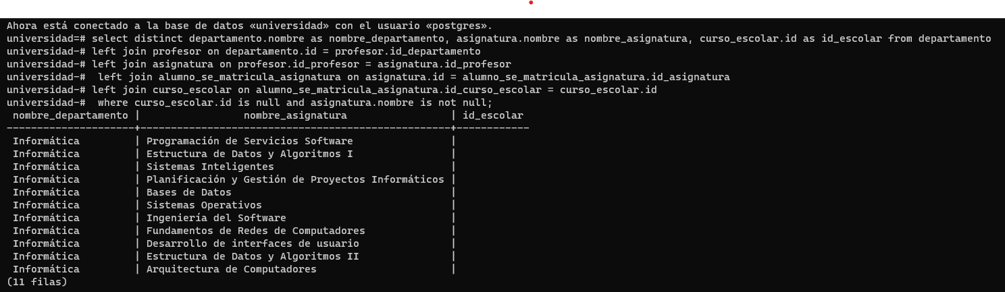 Ahora está conectado a la base de datos «universidad» con el usuario «postgres».
universidad=# select distinct departamento.nombre as nombre_departamento, asignatura.nombre as nombre_asignatura, curso_escolar.id as id_escolar from departamento
universidad-# left join profesor on departamento.id = profesor.id_departamento
universidad-# left join asignatura on profesor.id_profesor = asignatura.id_profesor
universidad-#  left join alumno_se_matricula_asignatura on asignatura.id = alumno_se_matricula_asignatura.id_asignatura
universidad-# left join curso_escolar on alumno_se_matricula_asignatura.id_curso_escolar = curso_escolar.id
universidad-#  where curso_escolar.id is null and asignatura.nombre is not null;
 nombre_departamento |                nombre_asignatura                | id_escolar
---------------------+-------------------------------------------------+------------
 Informática         | Programación de Servicios Software              |
 Informática         | Estructura de Datos y Algoritmos I              |
 Informática         | Sistemas Inteligentes                           |
 Informática         | Planificación y Gestión de Proyectos Informáticos |
 Informática         | Bases de Datos                                  |
 Informática         | Sistemas Operativos                             |
 Informática         | Ingeniería del Software                         |
 Informática         | Fundamentos de Redes de Computadores            |
 Informática         | Desarrollo de interfaces de usuario             |
 Informática         | Estructura de Datos y Algoritmos II             |
 Informática         | Arquitectura de Computadores                    |
(11 filas)